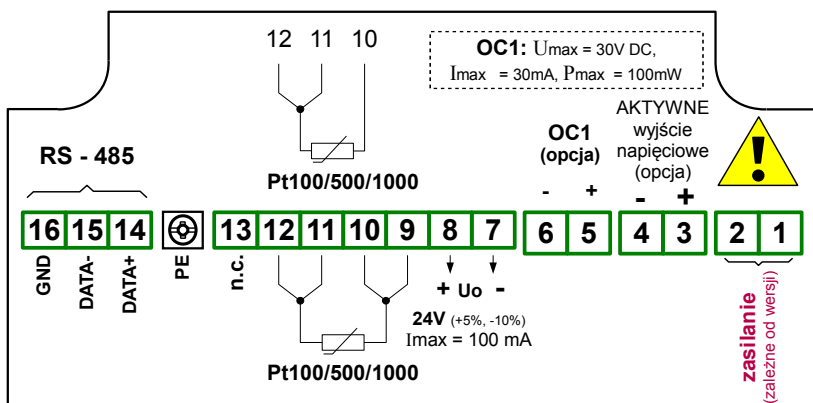 12 11 10
OC1: Umax = 30V DC,
Imax = 30mA, Pmax = 100mW
RS - 485
Pt100/500/1000
OC1
(opcja)
- +
AKTYWNE
wyjście
napięciowe
(opcja)
- +
!
16 15 14 13 12 11 10 9 8 7 6 5 4 3 2 1
GND
DATA-
DATA+
PE
n.c.
+ Uo -
24V (+5%, -10%)
Imax = 100 mA
Pt100/500/1000
zasilanie
(zależne od wersji)